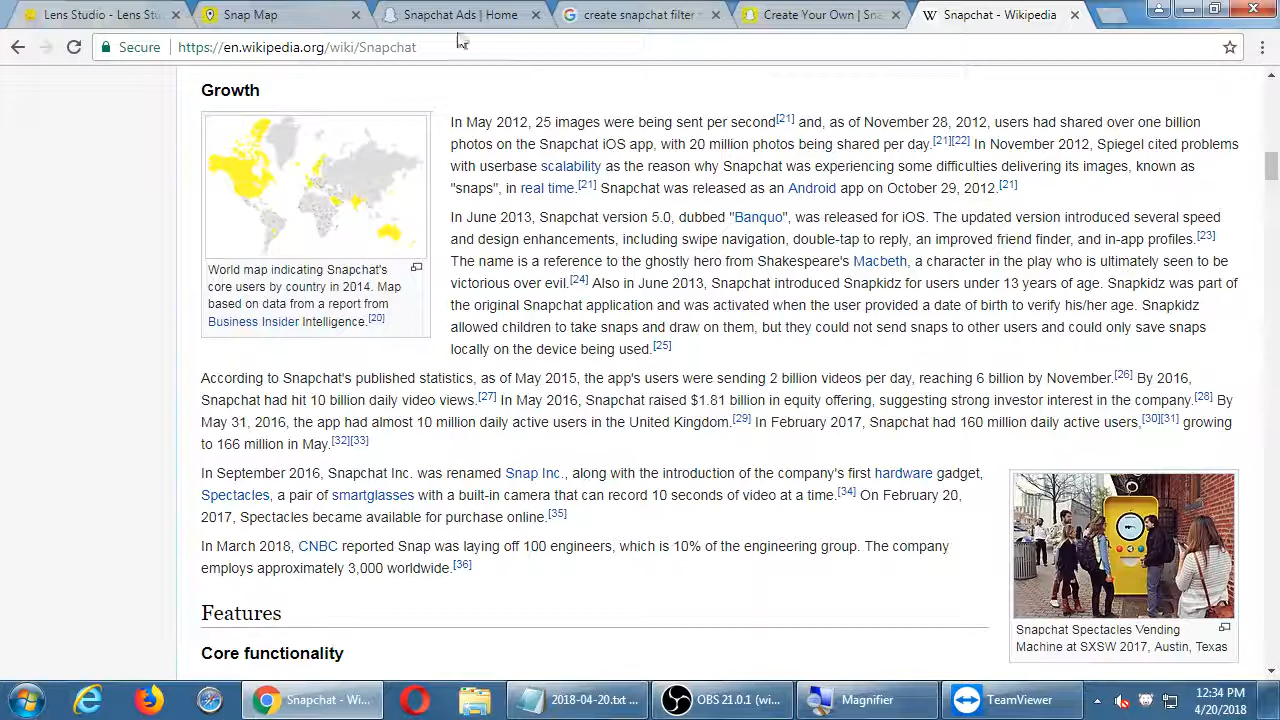 Lens Studio - Lens Stu
Snap Map
Snapchat Ads | Home
create snapchat filter
Create Your Own | Sna
Snapchat - Wikipedia
Secure
https://en.wikipedia.org/wiki/Snapchat
Growth
World map indicating Snapchat's
core users by country in 2014. Map
based on data from a report from
Business Insider Intelligence.[20]
In May 2012, 25 images were being sent per second[21] and, as of November 28, 2012, users had shared over one billion
photos on the Snapchat iOS app, with 20 million photos being shared per day.[21][22] In November 2012, Spiegel cited problems
with userbase scalability as the reason why Snapchat was experiencing some difficulties delivering its images, known as
"snaps", in real time.[21] Snapchat was released as an Android app on October 29, 2012.[21]
In June 2013, Snapchat version 5.0, dubbed "Banquo", was released for iOS. The updated version introduced several speed
and design enhancements, including swipe navigation, double-tap to reply, an improved friend finder, and in-app profiles.[23]
The name is a reference to the ghostly hero from Shakespeare's Macbeth, a character in the play who is ultimately seen to be
victorious over evil.[24] Also in June 2013, Snapchat introduced Snapkidz for users under 13 years of age. Snapkidz was part of
the original Snapchat application and was activated when the user provided a date of birth to verify his/her age. Snapkidz
allowed children to take snaps and draw on them, but they could not send snaps to other users and could only save snaps
locally on the device being used.[25]
According to Snapchat's published statistics, as of May 2015, the app's users were sending 2 billion videos per day, reaching 6 billion by November.[26] By 2016,
Snapchat had hit 10 billion daily video views.[27] In May 2016, Snapchat raised $1.81 billion in equity offering, suggesting strong investor interest in the company.[28] By
May 31, 2016, the app had almost 10 million daily active users in the United Kingdom.[29] In February 2017, Snapchat had 160 million daily active users,[30][31] growing
to 166 million in May.[32][33]
In September 2016, Snapchat Inc. was renamed Snap Inc., along with the introduction of the company's first hardware gadget,
Spectacles, a pair of smartglasses with a built-in camera that can record 10 seconds of video at a time.[34] On February 20,
2017, Spectacles became available for purchase online.[35]
In March 2018, CNBC reported Snap was laying off 100 engineers, which is 10% of the engineering group. The company
employs approximately 3,000 worldwide.[36]
Snapchat Spectacles Vending
Machine at SXSW 2017, Austin, Texas
Features
Core functionality
Snapchat - Wi...
2018-04-20.txt ...
OBS 21.0.1 (wi...
Magnifier
TeamViewer
12:34 PM
4/20/2018